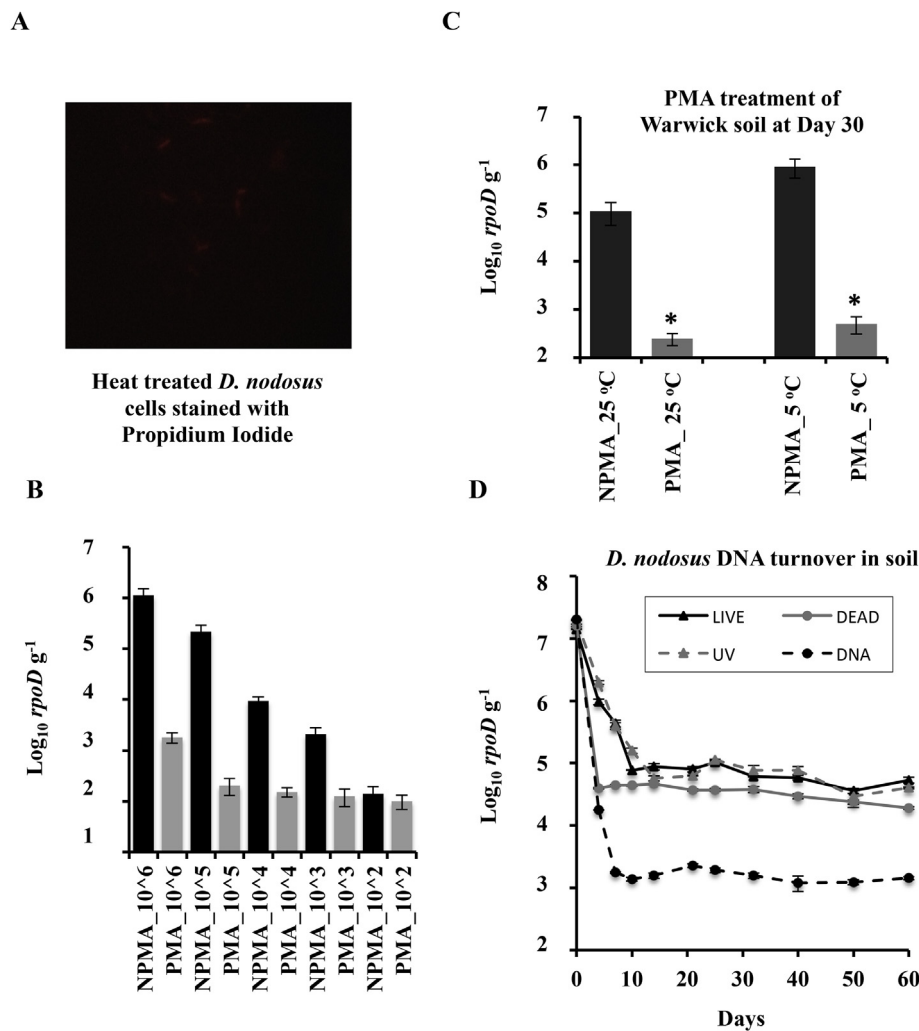 A
Heat treated D. nodosus
cells stained with
Propidium Iodide
B
7
6
5
4
3
2
1
Log10 rpoD g-1
NPMA_10^6
PMA_10^6
NPMA_10^5
PMA_10^5
NPMA_10^4
PMA_10^4
NPMA_10^3
PMA_10^3
NPMA_10^2
PMA_10^2
C
PMA treatment of
Warwick soil at Day 30
7
6
5
4
3
2
Log10 rpoD g-1
*
*
NPMA_25 oC
PMA_ 25 oC
NPMA_5 oC
PMA_ 5 oC
D
D. nodosus DNA turnover in soil
8
7
6
5
4
3
2
Log10 rpoD g-1
LIVE
DEAD
UV
DNA
0 10 20 30 40 50 60
Days